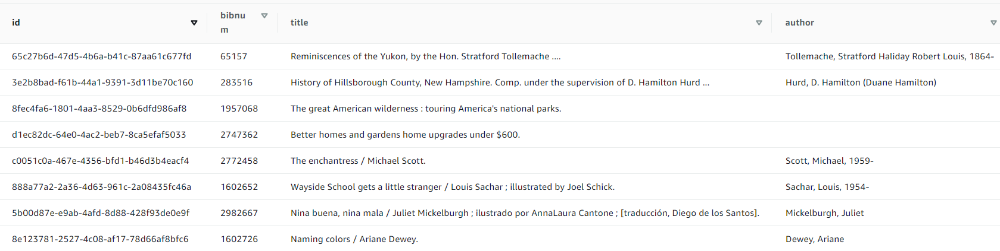 id bibnu title author
m
65c27b6d-47d5-4b6a-b41c-87aa61c677fd 65157 Reminiscences of the Yukon, by the Hon. Stratford Tollemache .... Tollemache, Stratford Haliday Robert Louis, 1864-
3e2b8bad-f61b-44a1-9391-3d11be70c160 283516 History of Hillsborough County, New Hampshire. Comp. under the supervision of D. Hamilton Hurd ... Hurd, D. Hamilton (Duane Hamilton)
8fec4fa6-1801-4aa3-8529-0b6dfd986af8 1957068 The great American wilderness : touring America's national parks.
d1ec82dc-64e0-4ac2-beb7-8ca5efaf5033 2747362 Better homes and gardens home upgrades under $600.
c0051c0a-467e-4356-bfd1-b46d3b4eacf4 2772458 The enchantress / Michael Scott. Scott, Michael, 1959-
888a77a2-2a36-4d63-961c-2a08435fc46a 1602652 Wayside School gets a little stranger / Louis Sachar ; illustrated by Joel Schick. Sachar, Louis, 1954-
5b00d87e-e9ab-4afd-8d88-428f93de0e9f 2982667 Nina buena, nina mala / Juliet Mickelburgh ; ilustrado por AnnaLaura Cantone ; [traducción, Diego de los Santos]. Mickelburgh, Juliet
8e123781-2527-4c08-af17-78d66af8bfc6 1602726 Naming colors / Ariane Dewey. Dewey, Ariane